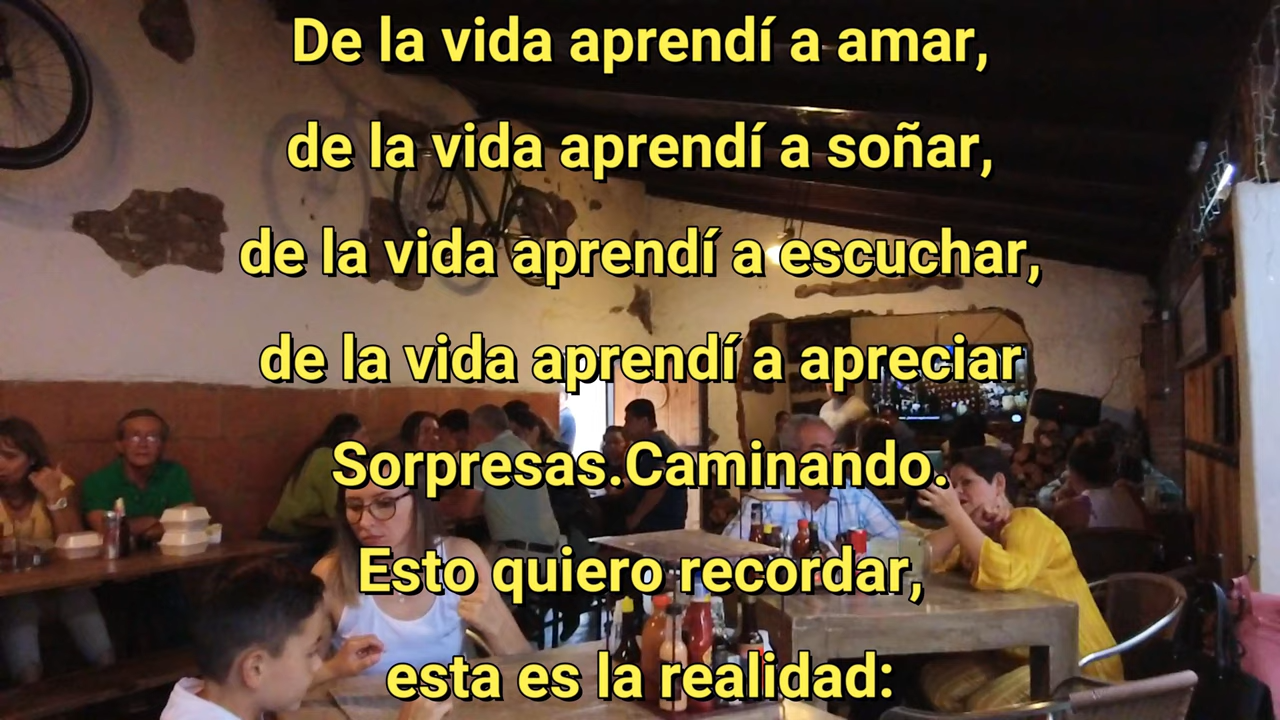 De la vida aprendí a amar,
de la vida aprendí a soñar,
de la vida aprendí a escuchar,
de la vida aprendí a apreciar
Sorpresas.Caminando.
Esto quiero recordar,
esta es la realidad: